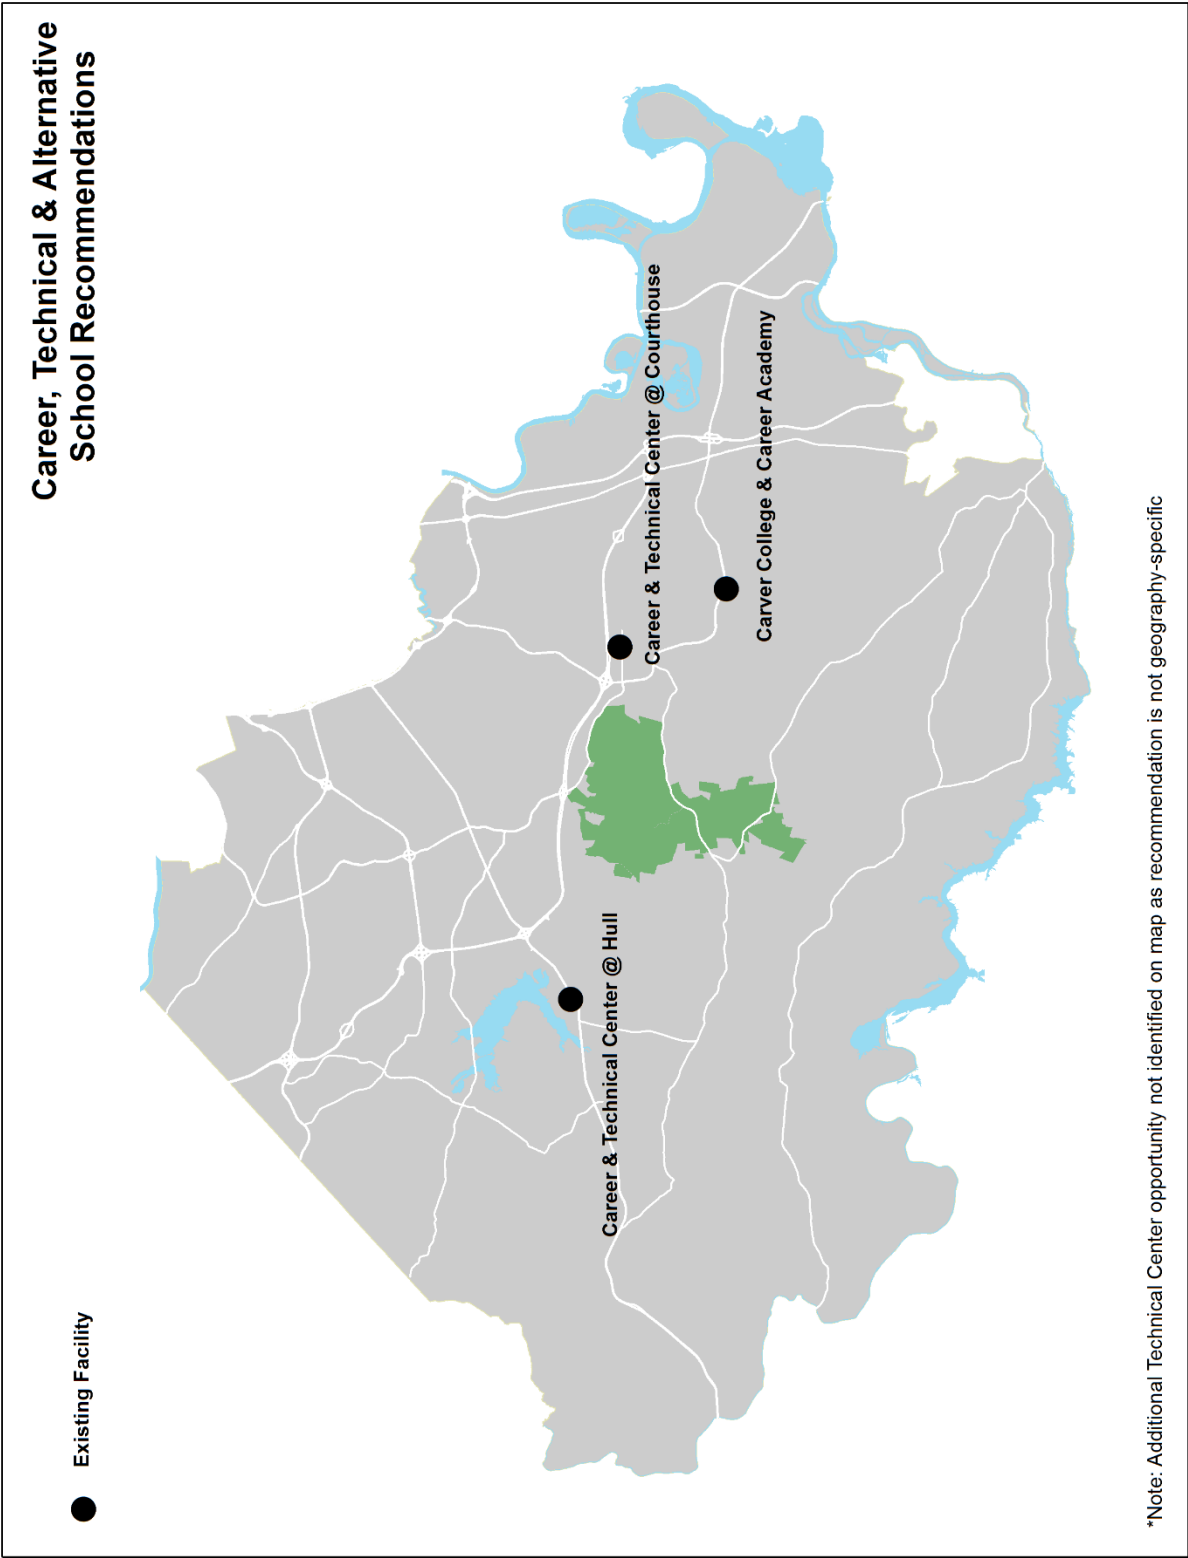 Career, Technical & Alternative
School Recommendations
Existing Facility
Career & Technical Center @ Courthouse
Carver College & Career Academy
Career & Technical Center @ Hull
*Note: Additional Technical Center opportunity not identified on map as recommendation is not geography-specific